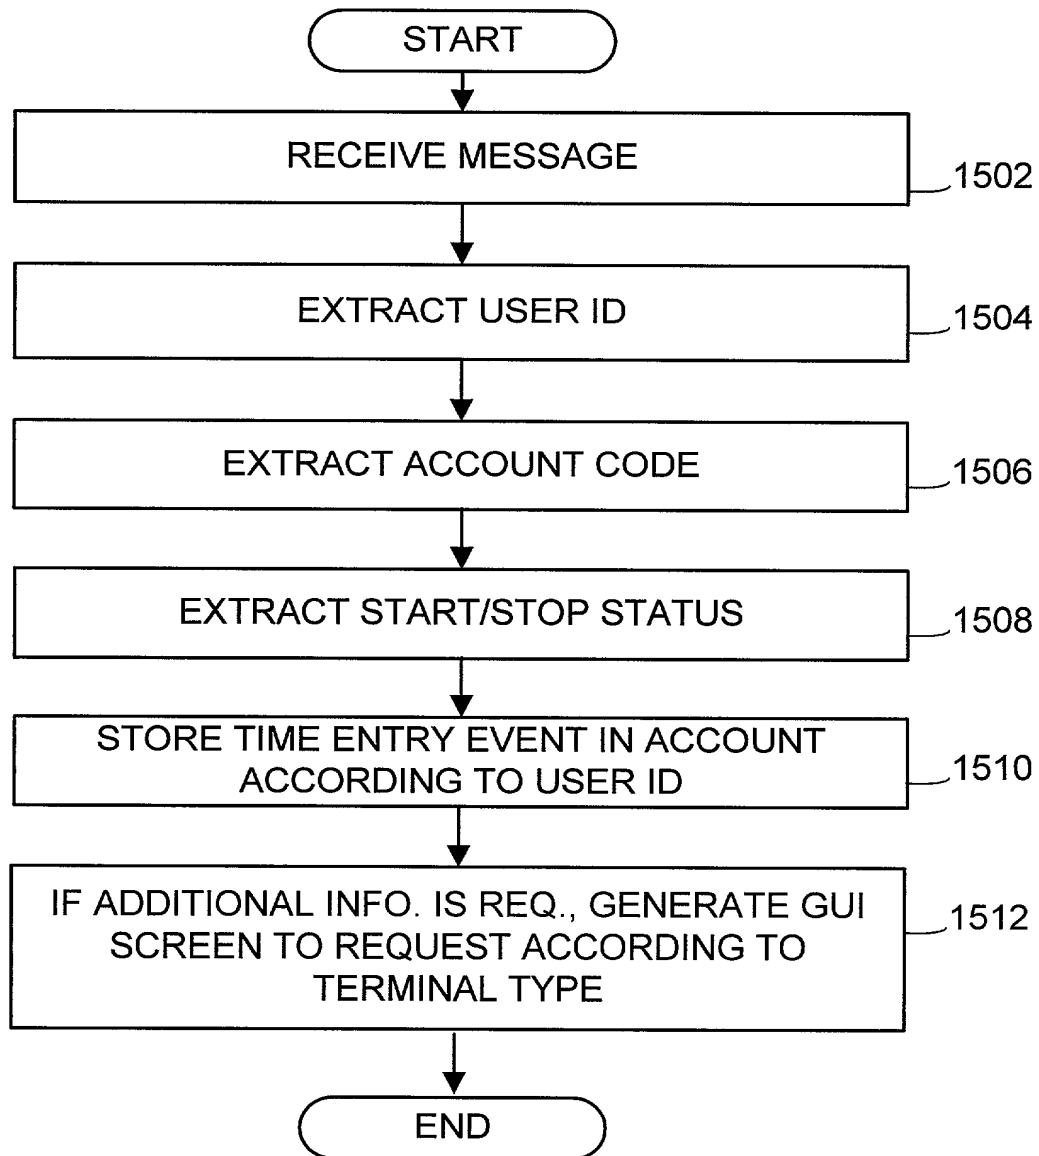 START
RECEIVE MESSAGE
1502
EXTRACT USER ID
1504
EXTRACT ACCOUNT CODE
1506
EXTRACT START/STOP STATUS
1508
STORE TIME ENTRY EVENT IN ACCOUNT
ACCORDING TO USER ID
1510
IF ADDITIONAL INFO. IS REQ., GENERATE GUI
SCREEN TO REQUEST ACCORDING TO
TERMINAL TYPE
1512
END